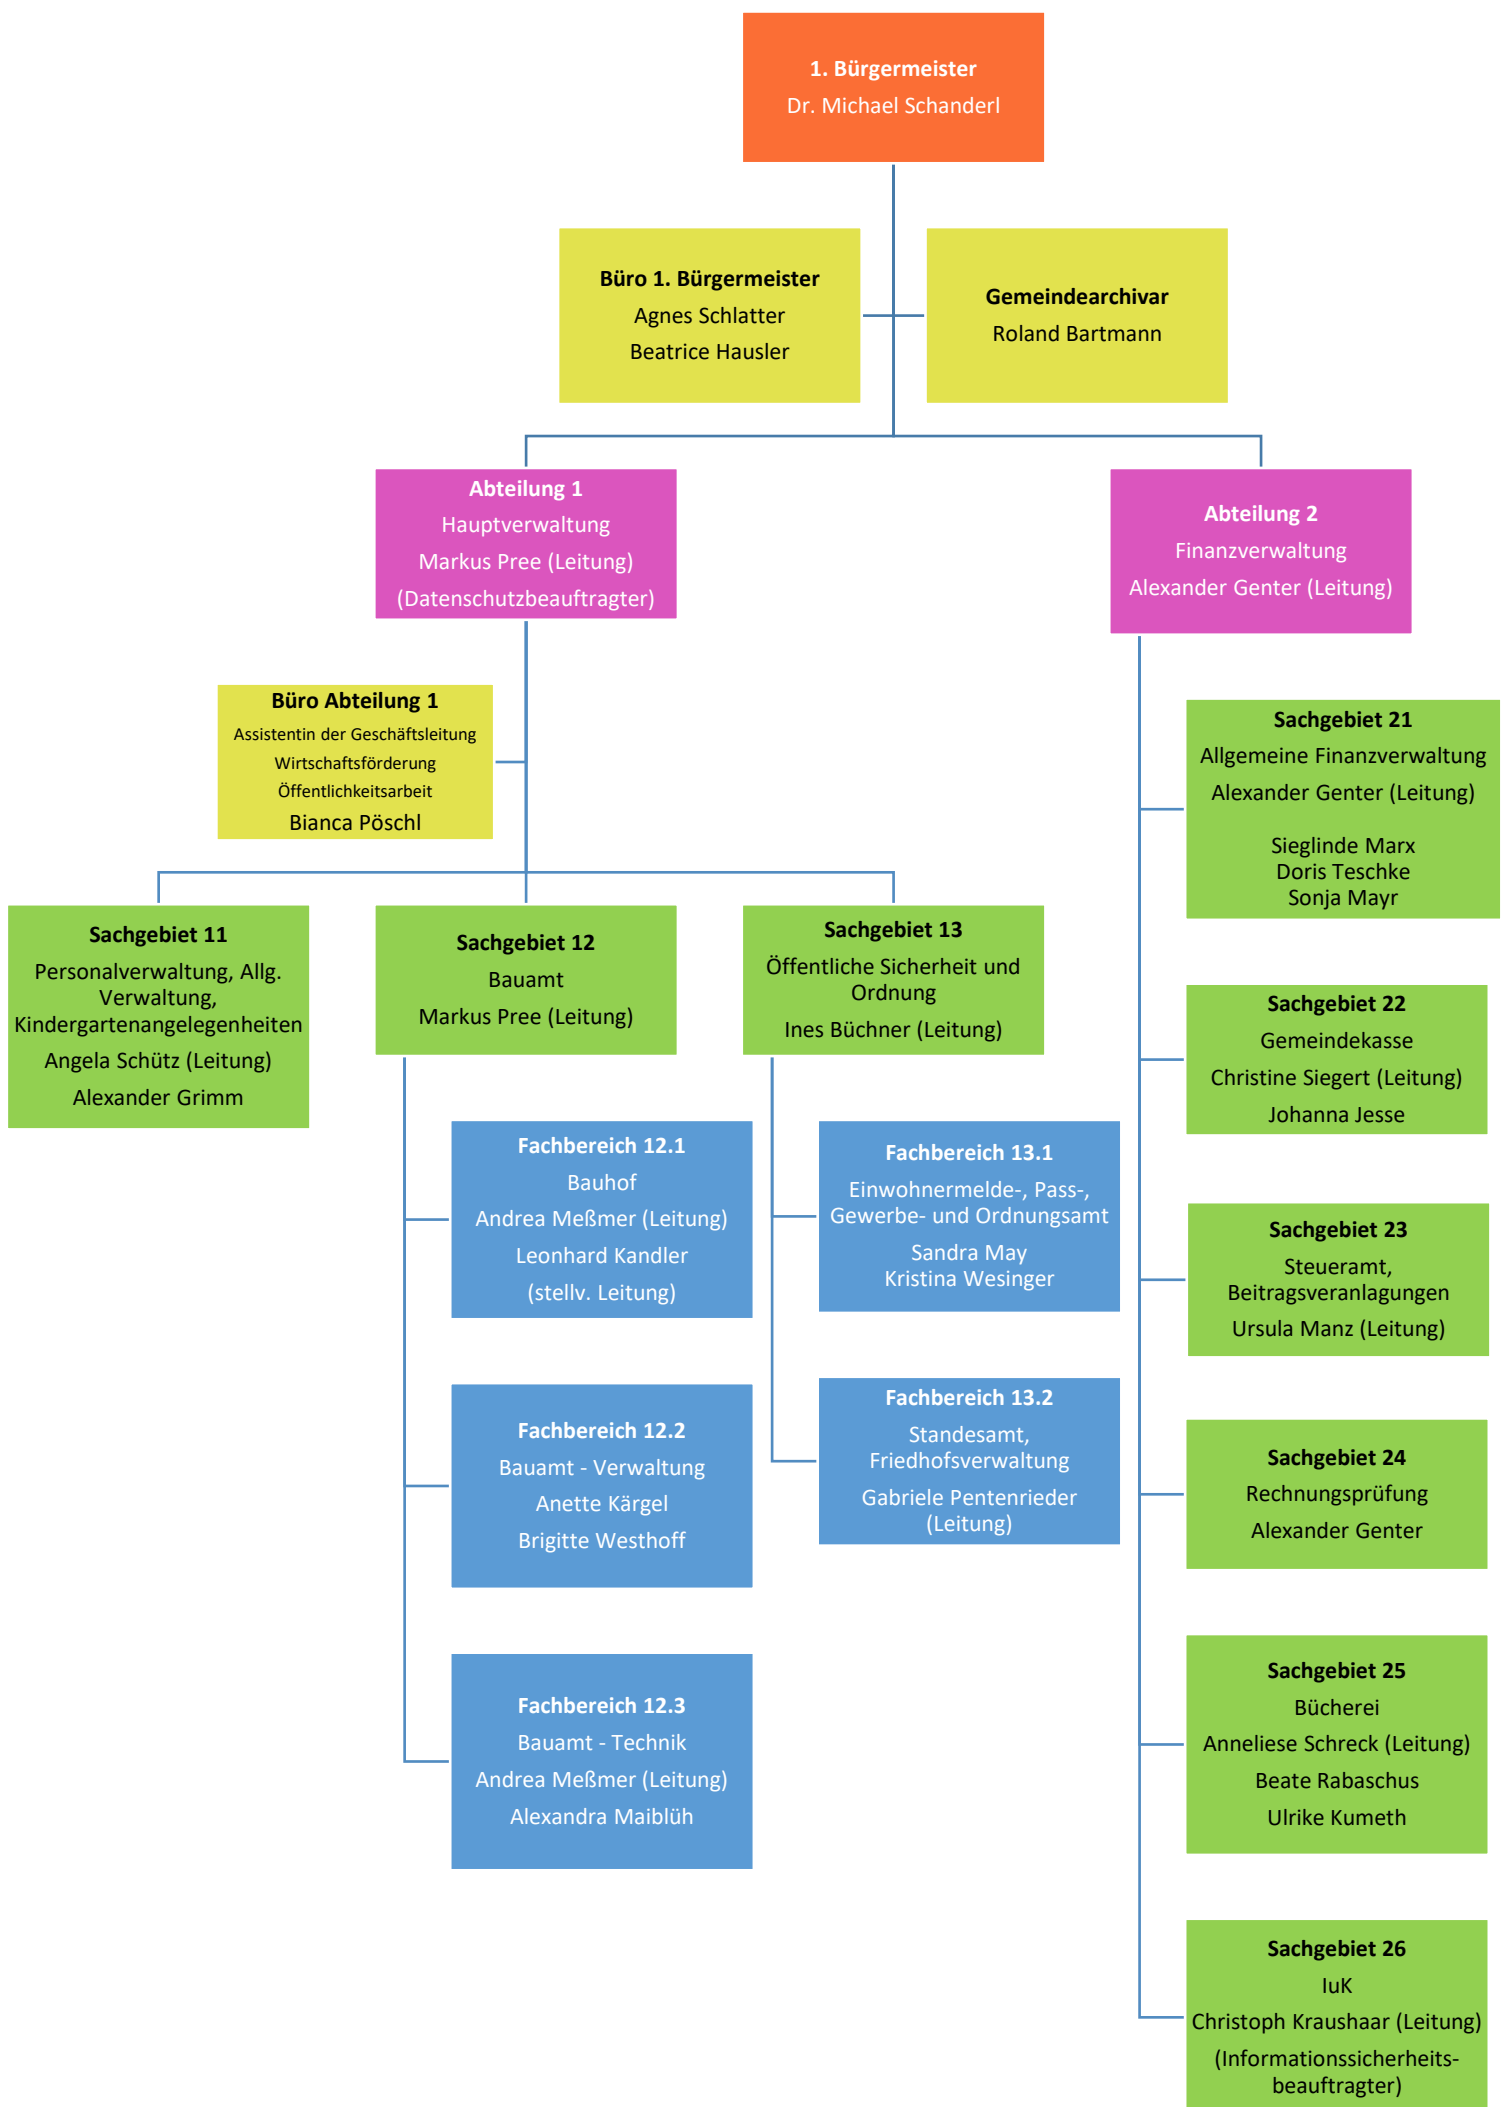 1. Bürgermeister
Dr. Michael Schanderl
Büro 1. Bürgermeister
Agnes Schlatter
Beatrice Hausler
Gemeindearchivar
Roland Bartmann
Abteilung 1
Hauptverwaltung
Markus Pree (Leitung)
(Datenschutzbeauftragter)
Abteilung 2
Finanzverwaltung
Alexander Genter (Leitung)
Büro Abteilung 1
Assistentin der Geschäftsleitung
Wirtschaftsförderung
Öffentlichkeitsarbeit
Bianca Pöschl
Sachgebiet 11
Personalverwaltung, Allg.
Verwaltung,
Kindergartenangelegenheiten
Angela Schütz (Leitung)
Alexander Grimm
Sachgebiet 12
Bauamt
Markus Pree (Leitung)
Fachbereich 12.1
Bauhof
Andrea Meßmer (Leitung)
Leonhard Kandler
(stellv. Leitung)
Fachbereich 12.2
Bauamt - Verwaltung
Anette Kärgel
Brigitte Westhoff
Fachbereich 12.3
Bauamt - Technik
Andrea Meßmer (Leitung)
Alexandra Maiblüh
Sachgebiet 13
Öffentliche Sicherheit und
Ordnung
Ines Büchner (Leitung)
Fachbereich 13.1
Einwohnermelde-, Pass-,
Gewerbe- und Ordnungsamt
Sandra May
Kristina Wesinger
Fachbereich 13.2
Standesamt,
Friedhofsverwaltung
Gabriele Pentenrieder
(Leitung)
Sachgebiet 21
Allgemeine Finanzverwaltung
Alexander Genter (Leitung)
Sieglinde Marx
Doris Teschke
Sonja Mayr
Sachgebiet 22
Gemeindekasse
Christine Siegert (Leitung)
Johanna Jesse
Sachgebiet 23
Steueramt,
Beitragsveranlagungen
Ursula Manz (Leitung)
Sachgebiet 24
Rechnungsprüfung
Alexander Genter
Sachgebiet 25
Bücherei
Anneliese Schreck (Leitung)
Beate Rabaschus
Ulrike Kumeth
Sachgebiet 26
IuK
Christoph Kraushaar (Leitung)
(Informationssicherheits-
beauftragter)